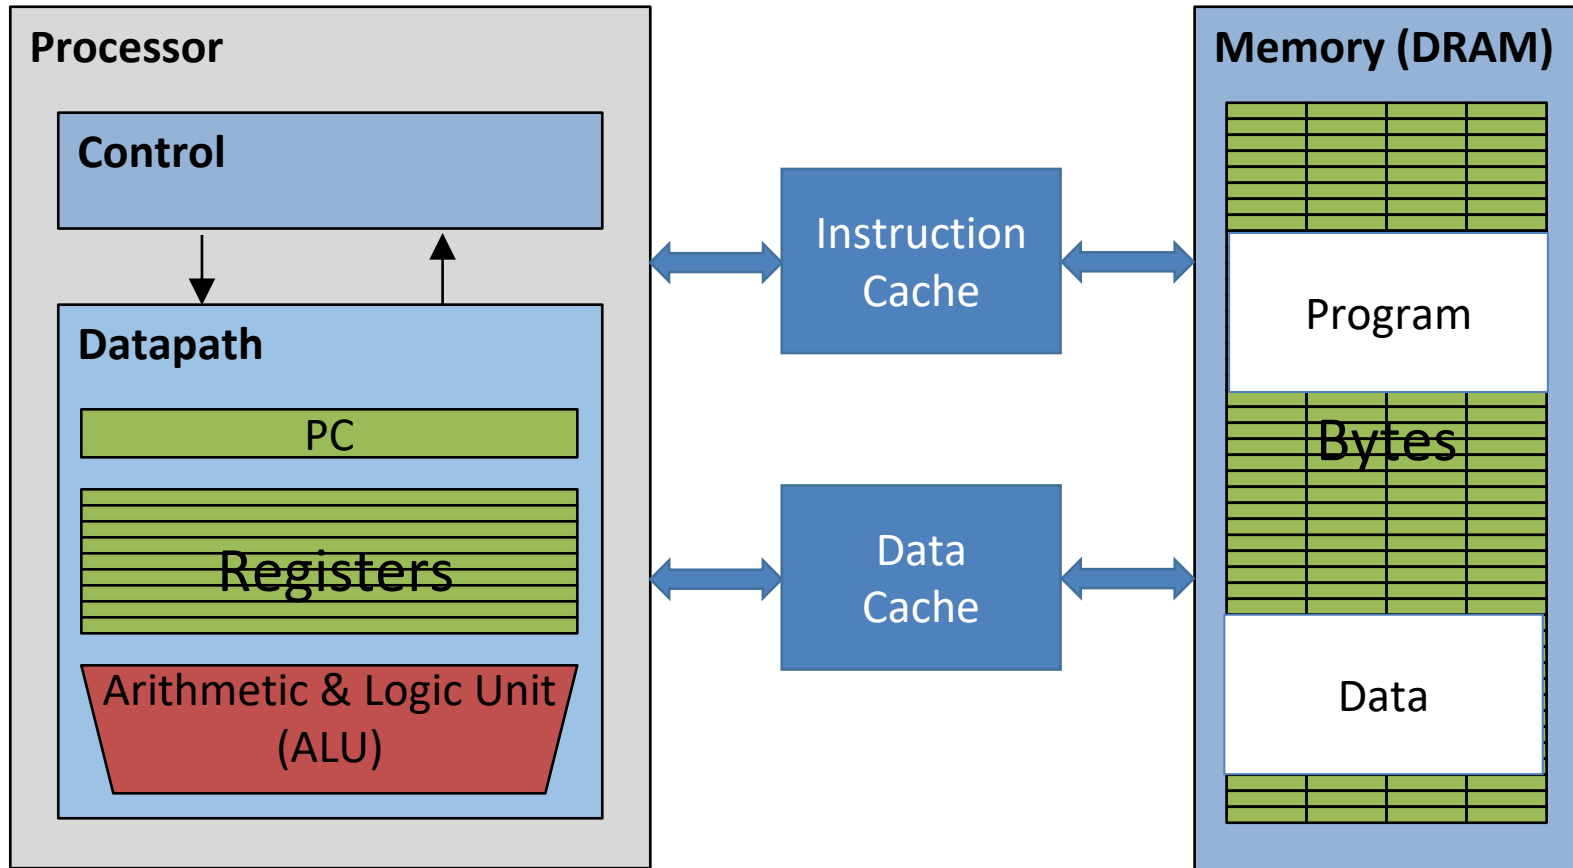 Processor
Control
Datapath
PC
Registers
Arithmetic & Logic Unit
(ALU)
Instruction
Cache
Data
Cache
Memory (DRAM)
Program
Bytes
Data